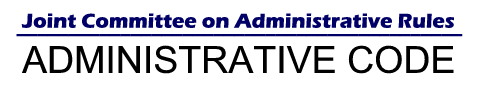 Joint Committee on Administrative Rules
ADMINISTRATIVE CODE